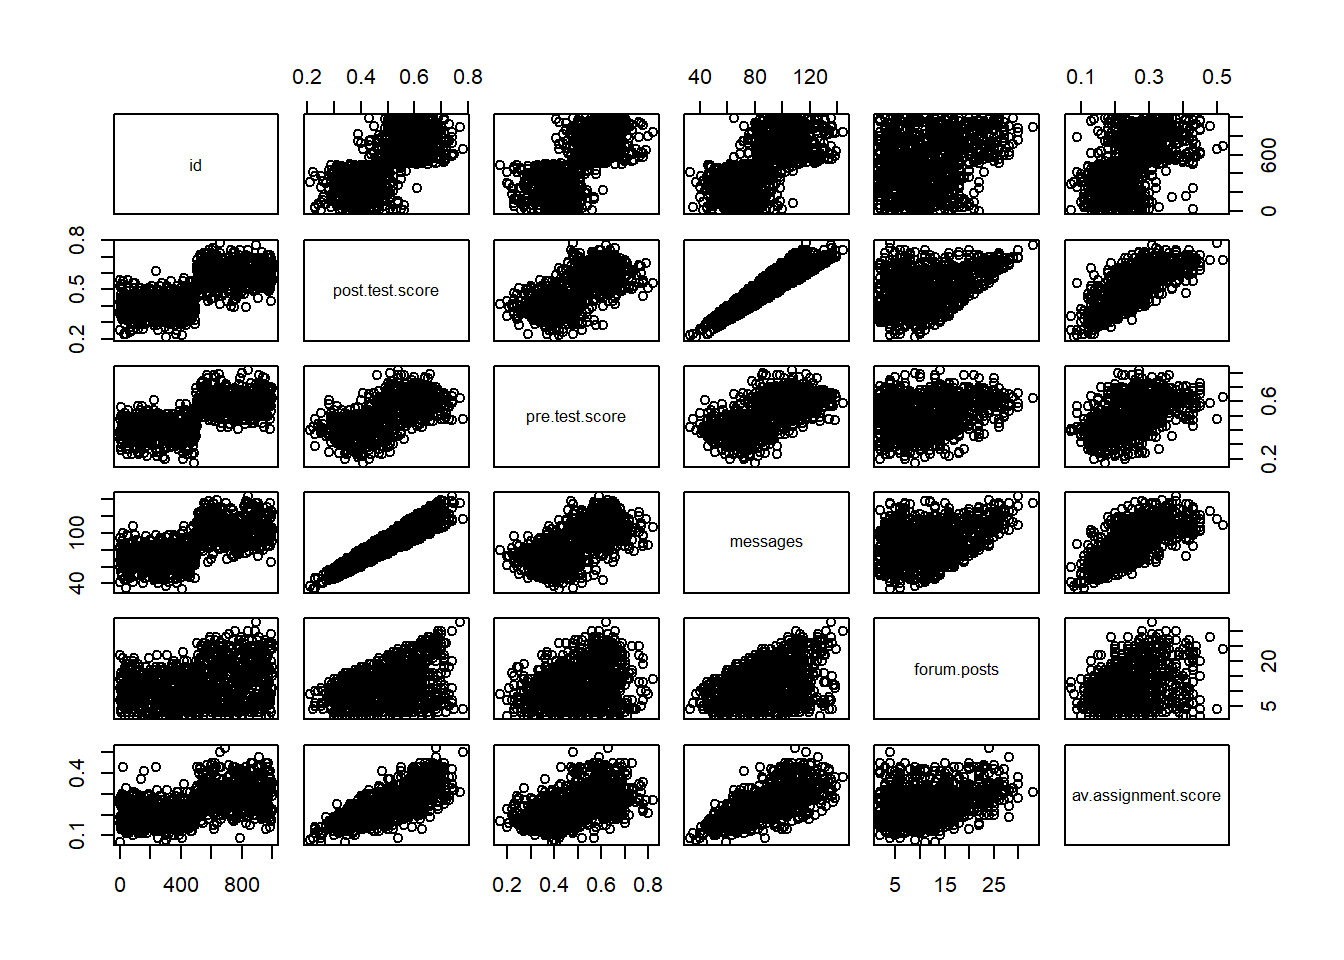 0.2 0.4 0.6 0.8 40 80 120 0.1 0.3 0.5
id 0 600
0.2 0.5 0.8 post.test.score
pre.test.score 0.2 0.6
40 100 messages
forum.posts 5 20
0.1 0.4 av.assignment.score
0 400 800 0.2 0.4 0.6 0.8 5 15 25